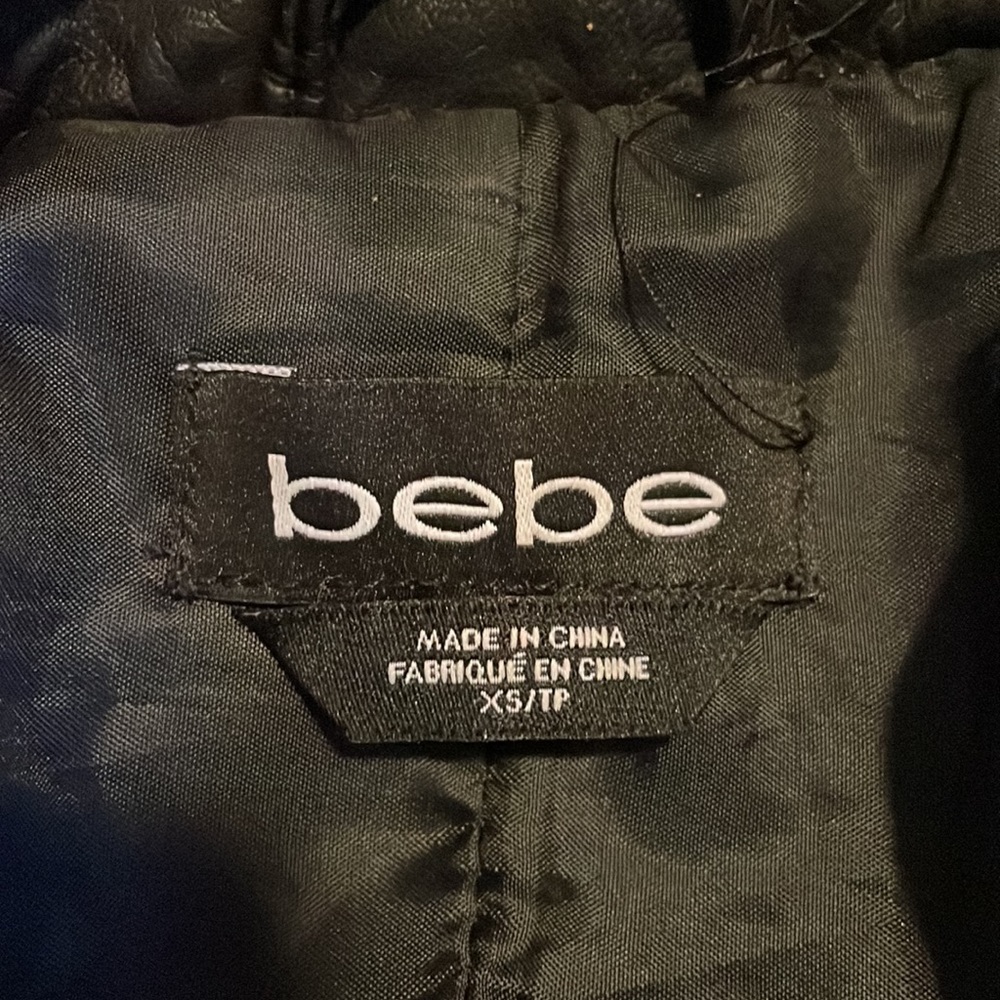 bebe
MADE IN CHINA
FABRIQUÉ EN CHINE
XS/TP